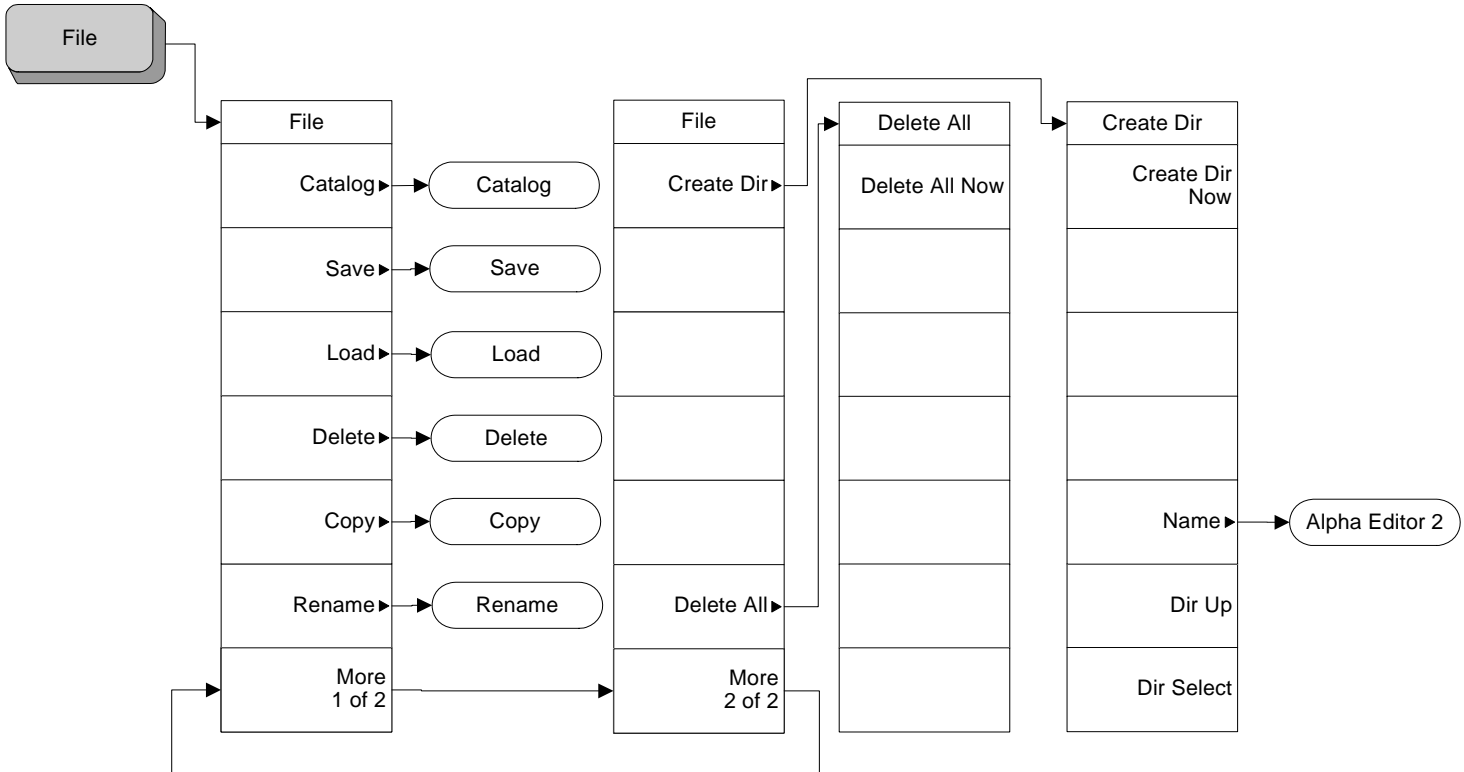 File
File
Catalog
Catalog
Save
Save
Load
Load
Delete
Delete
Copy
Copy
Rename
Rename
More
1 of 2
File
Create Dir
Delete All
More
2 of 2
Delete All
Delete All Now
Create Dir
Create Dir
Now
Name
Alpha Editor 2
Dir Up
Dir Select